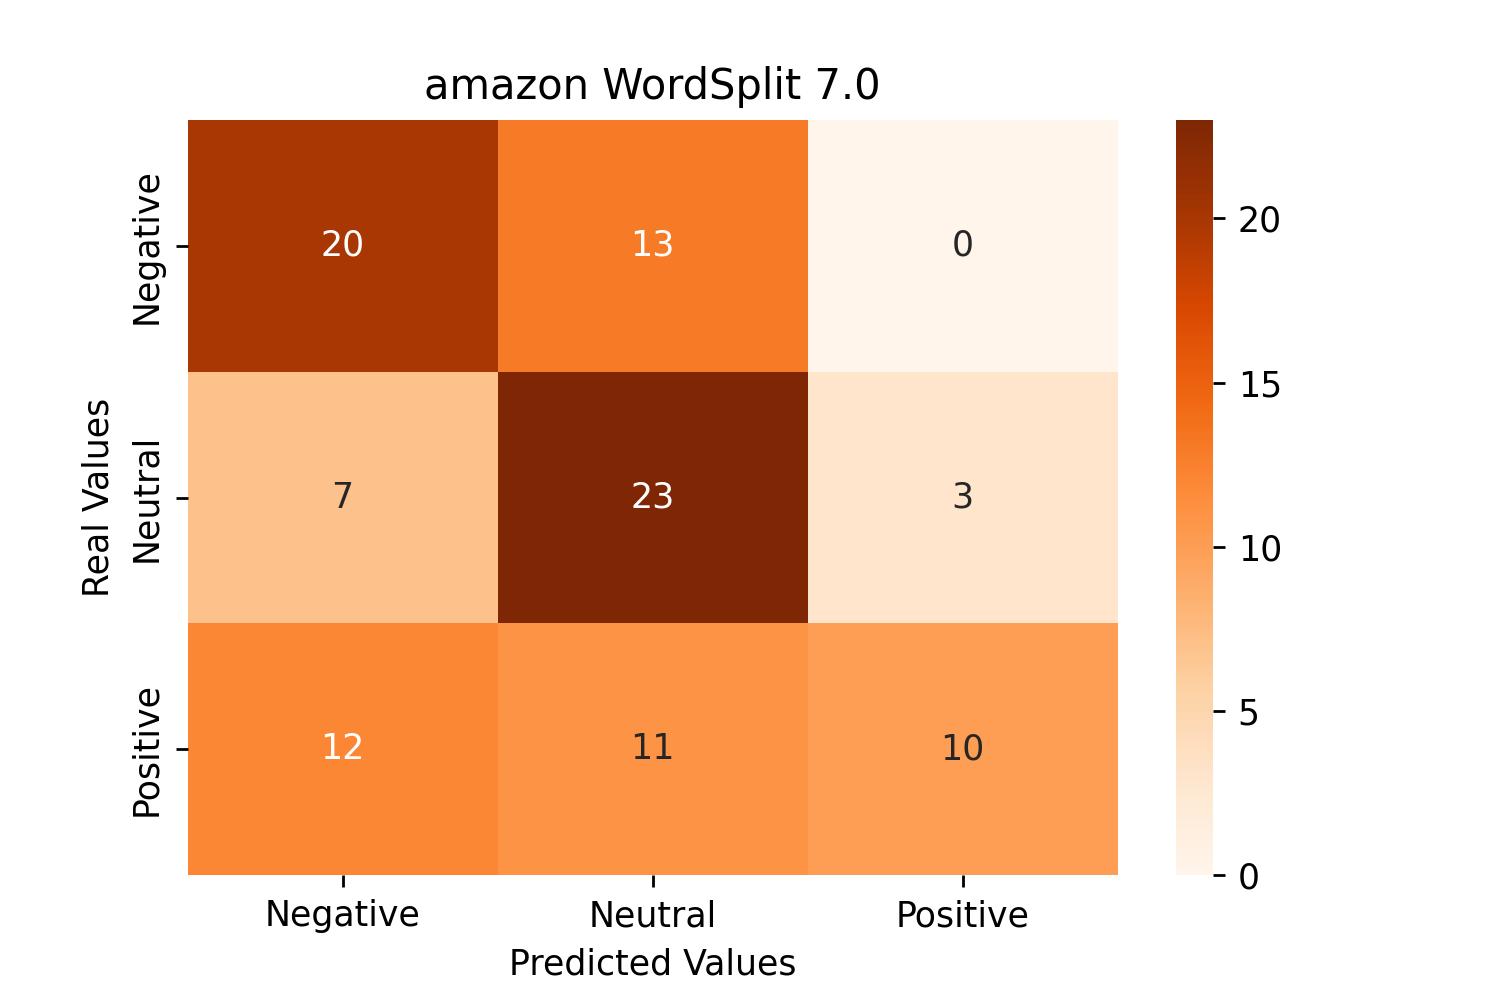 amazon WordSplit 7.0
Real Values
Negative
20 13 0
Neutral
7 23 3
Positive
12 11 10
Negative Neutral Positive
Predicted Values
20
15
10
5
0